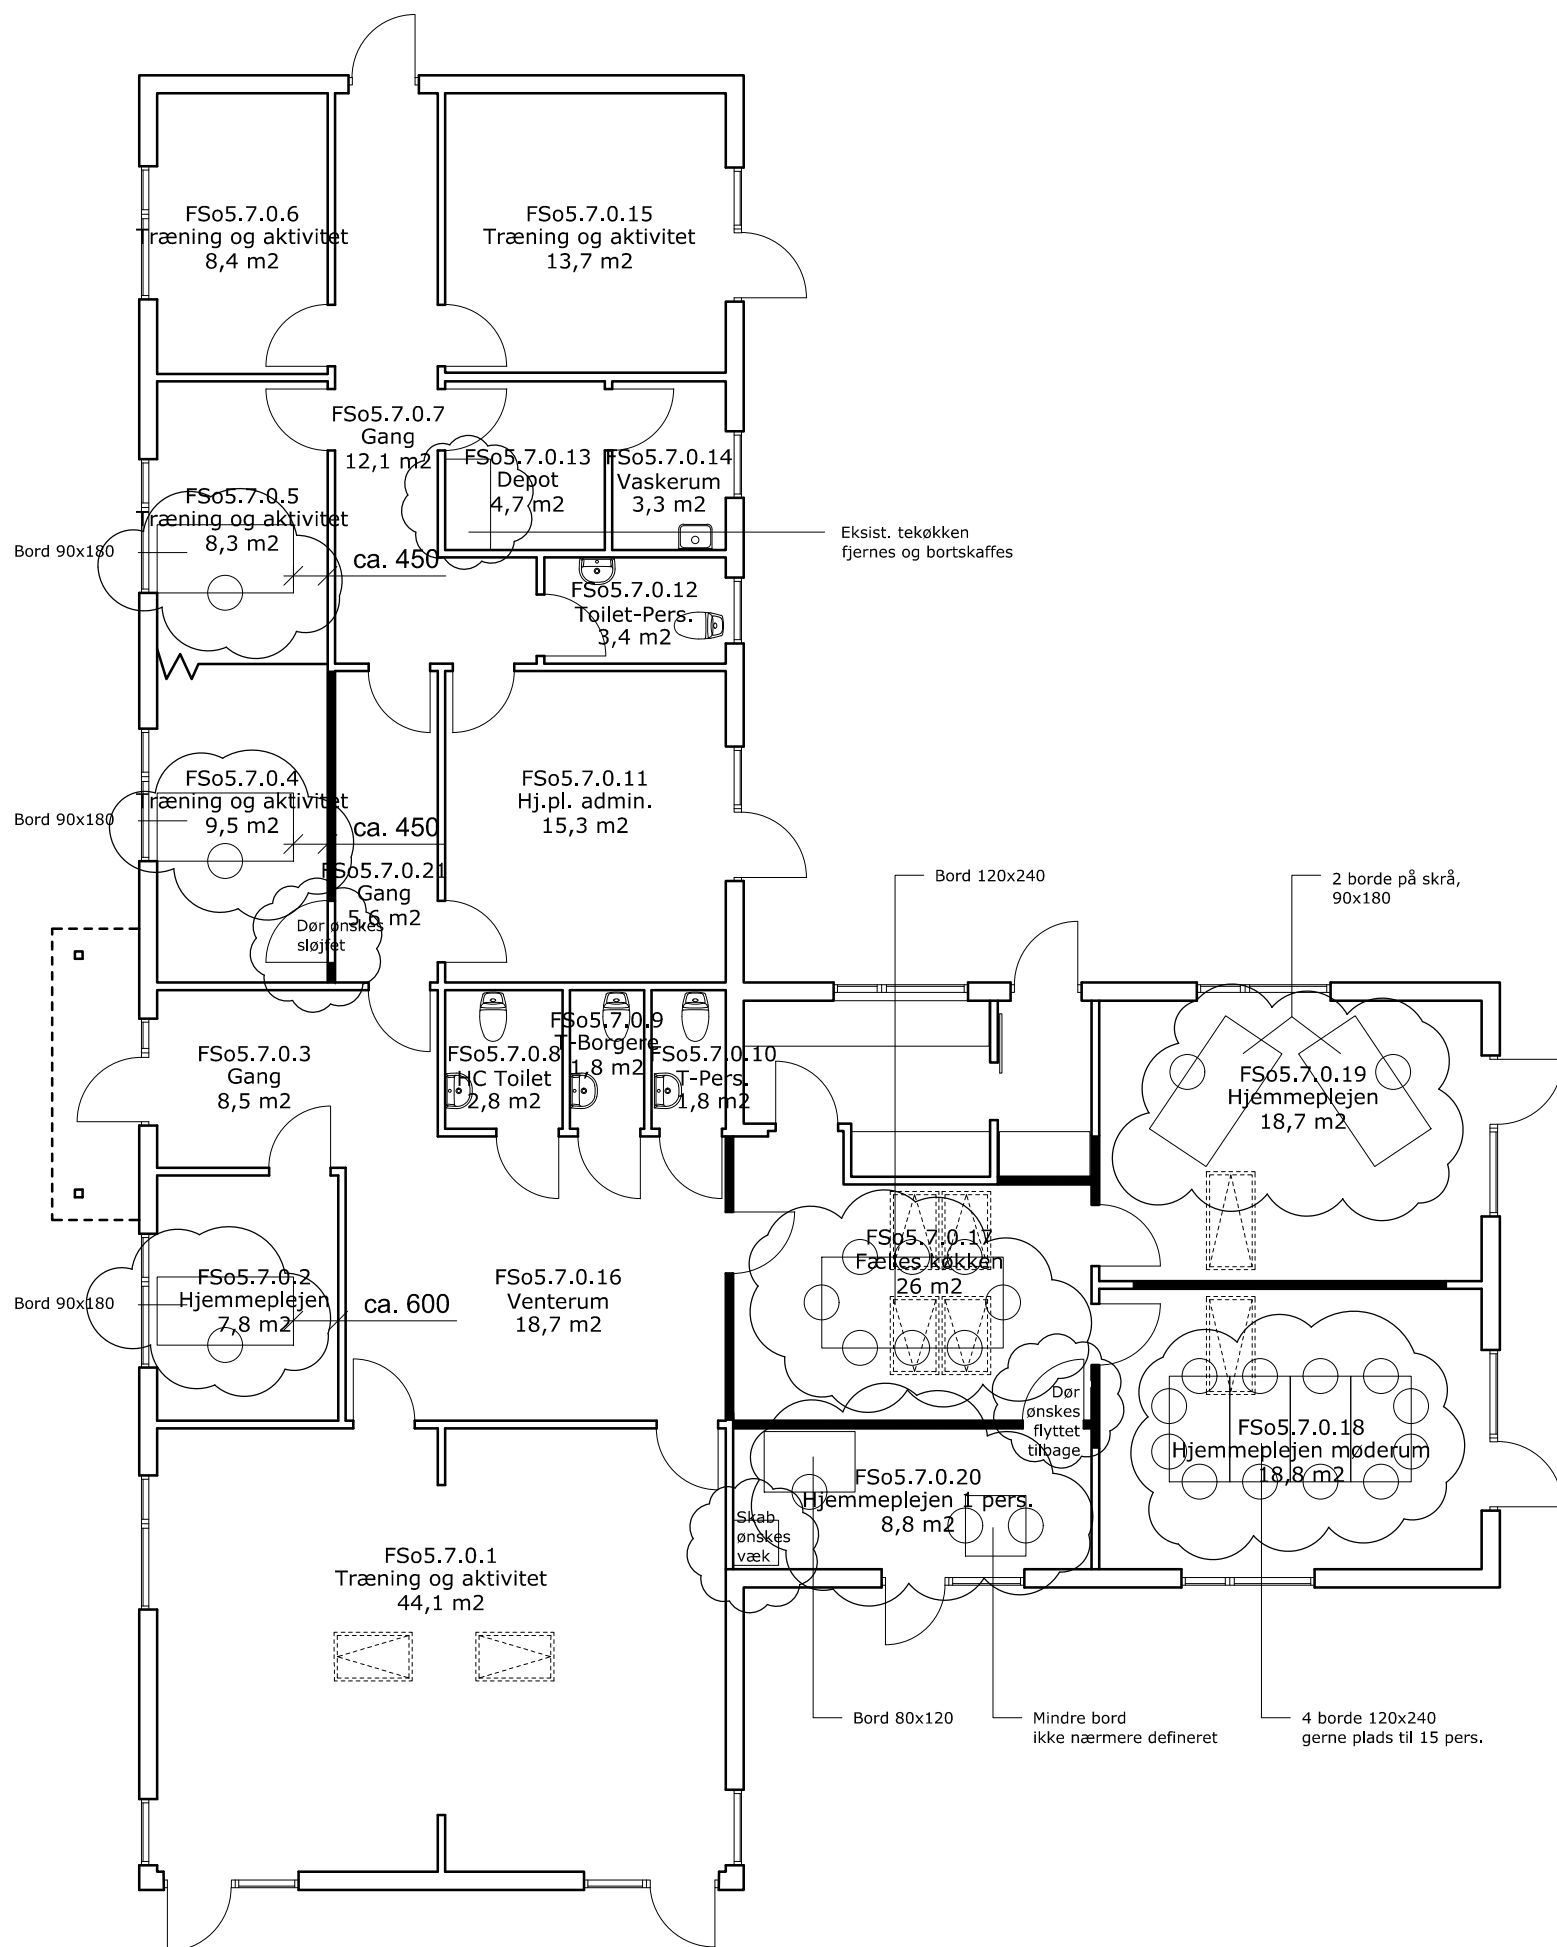 FSo5.7.0.6
Træning og aktivitet
8,4 m2
FSo5.7.0.15
Træning og aktivitet
13,7 m2
FSo5.7.0.7
Gang
12,1 m2
FSo5.7.0.13
Depot
4,7 m2
FSo5.7.0.14
Vaskerum
3,3 m2
FSo5.7.0.5
Træning og aktivitet
8,3 m2
Bord 90x180
ca. 450
Eksist. tekøkken
fjernes og bortskaffes
FSo5.7.0.12
Toilet-Pers.
3,4 m2
FSo5.7.0.4
Træning og aktivitet
9,5 m2
Bord 90x180
ca. 450
FSo5.7.0.11
Hj.pl. admin.
15,3 m2
FSo5.7.0.21
Gang
5,6 m2
Dør ønskes
sløjfet
Bord 120x240
2 borde på skrå,
90x180
FSo5.7.0.3
Gang
8,5 m2
FSo5.7.0.8
HC Toilet
2,8 m2
FSo5.7.0.9
T-Borgere
1,8 m2
FSo5.7.0.10
T-Pers.
1,8 m2
FSo5.7.0.19
Hjemmeplejen
18,7 m2
FSo5.7.0.2
Hjemmeplejen
7,8 m2
Bord 90x180
ca. 600
FSo5.7.0.16
Venterum
18,7 m2
FSo5.7.0.17
Fælles køkken
26 m2
Dør
ønskes
flyttet
tilbage
FSo5.7.0.18
Hjemmeplejen møderum
18,8 m2
FSo5.7.0.20
Hjemmeplejen 1 pers.
8,8 m2
Skab
ønskes
væk
FSo5.7.0.1
Træning og aktivitet
44,1 m2
Bord 80x120
Mindre bord
ikke nærmere defineret
4 borde 120x240
gerne plads til 15 pers.